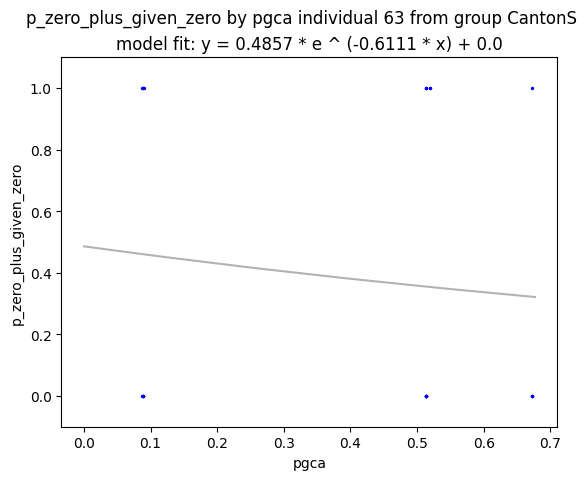 p_zero_plus_given_zero by pgca individual 63 from group CantonS
model fit: y = 0.4857 * e ^ (-0.6111 * x) + 0.0
1.0
0.8
0.6
0.4
0.2
0.0
p_zero_plus_given_zero
0.0 0.1 0.2 0.3 0.4 0.5 0.6 0.7
pgca